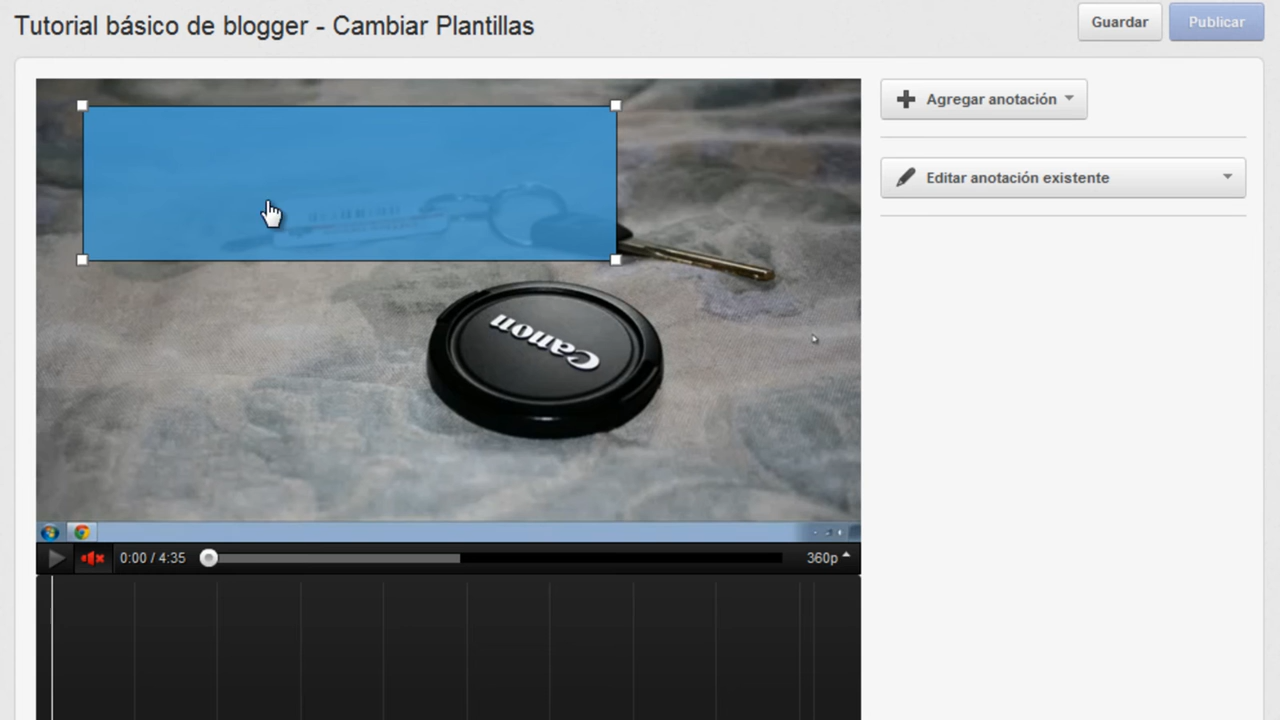 Tutorial básico de blogger - Cambiar Plantillas
Guardar
Publicar
Agregar anotación
Editar anotación existente
Canon
0:00 / 4:35
360p